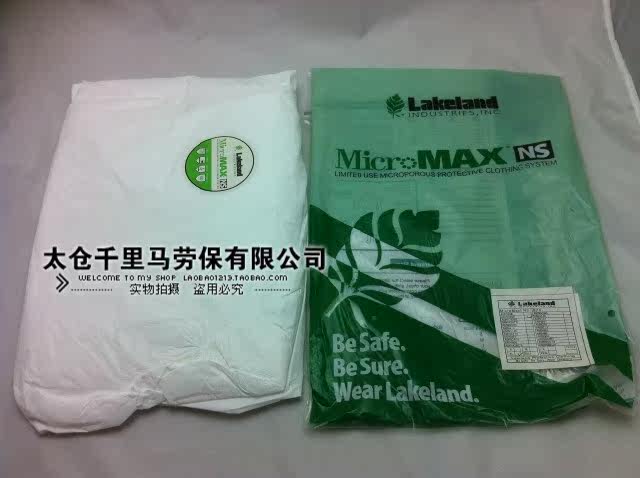 Lakeland
INDUSTRIES, INC.
MicroMAX NS
LIMITED USE MICROPOROUS PROTECTIVE CLOTHING SYSTEM
Lakeland
MicroMAX NS
太仓千里马劳保有限公司
WELCOME TO MY SHOP LAOBAO1213.TAOBAO.COM
实物拍摄 盗用必究
Be Safe.
Be Sure.
Wear Lakeland.
Lakeland